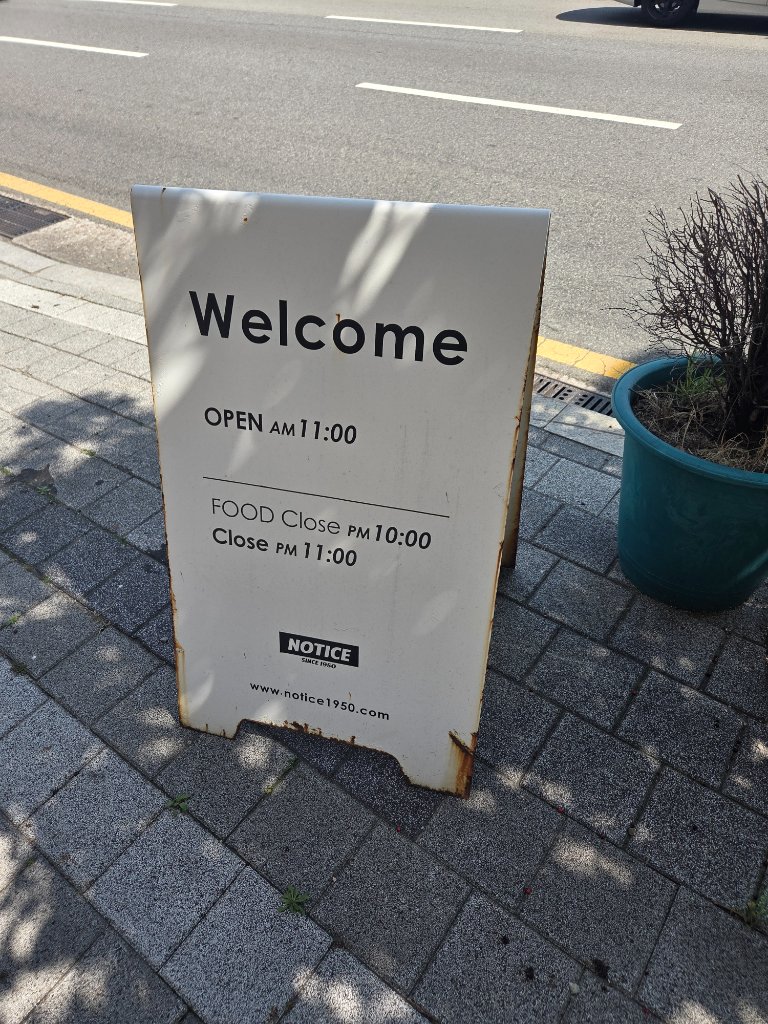 Welcome
OPEN AM 11:00
FOOD Close PM 10:00
Close PM 11:00
NOTICE
SINCE 1950
www.notice1950.com